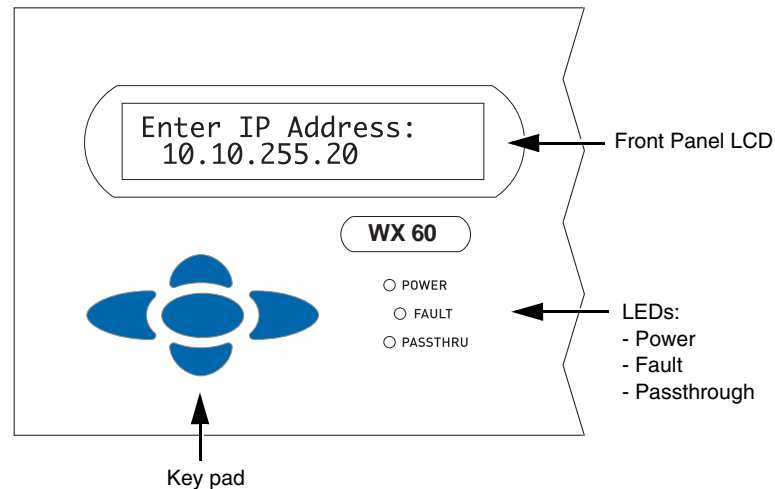 Enter IP Address:
10.10.255.20
Front Panel LCD
WX 60
POWER
FAULT
PASSTHRU
LEDs:
- Power
- Fault
- Passthrough
Key pad